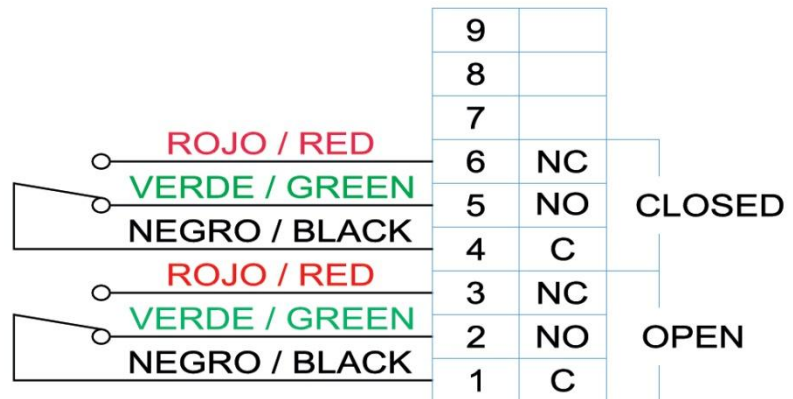 9
8
7
ROJO / RED 6 NC
VERDE / GREEN 5 NO CLOSED
NEGRO / BLACK 4 C
ROJO / RED 3 NC
VERDE / GREEN 2 NO OPEN
NEGRO / BLACK 1 C